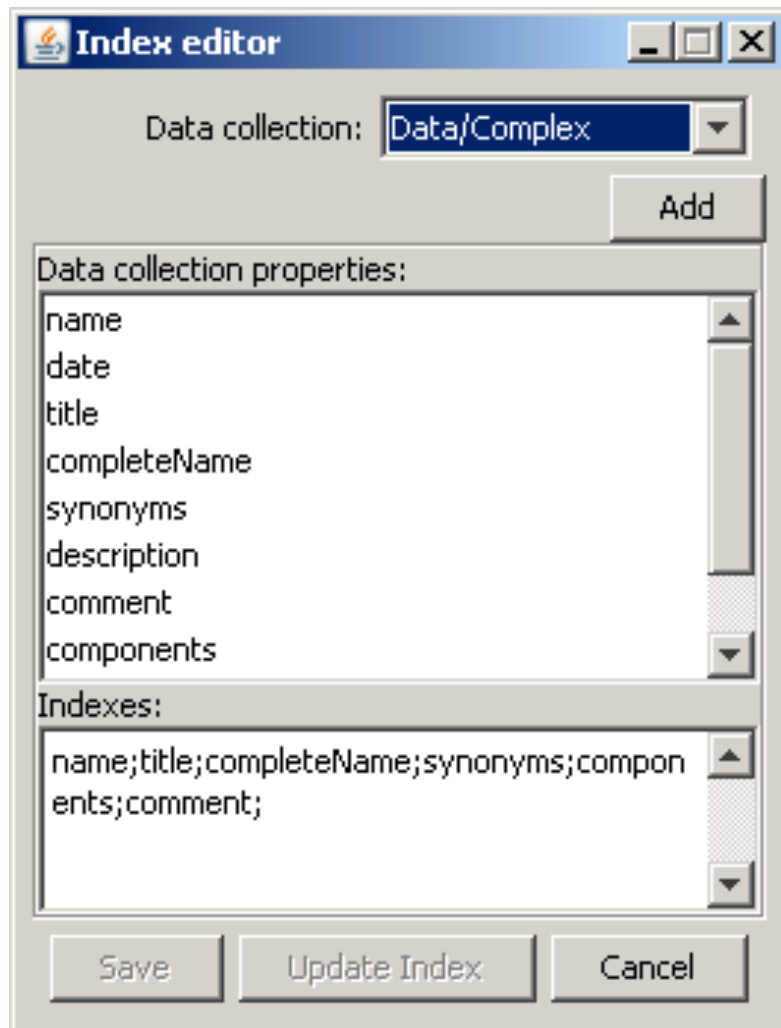 Index editor
Data collection: Data/Complex
Add
Data collection properties:
name
date
title
completeName
synonyms
description
comment
components
Indexes:
name;title;completeName;synonyms;compon
ents;comment;
Save Update Index Cancel